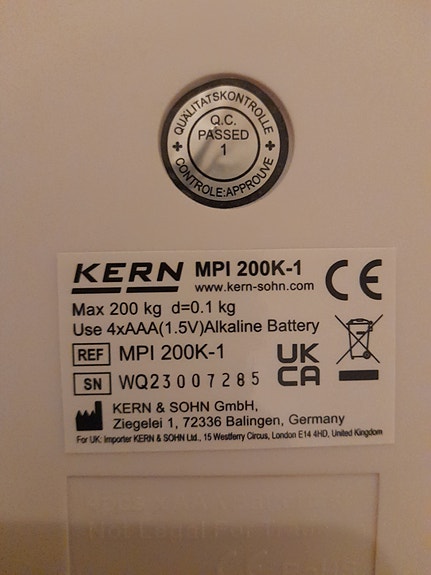 QUALITÄTSKONTROLLE
Q.C.
PASSED
1
CONTROLE:APPROUVE
KERN MPI 200K-1
www.kern-sohn.com
CE
Max 200 kg d=0.1 kg
Use 4xAAA(1.5V)Alkaline Battery
REF MPI 200K-1
UK
CA
SN WQ23007285
KERN & SOHN GmbH,
Ziegelei 1, 72336 Balingen, Germany
For UK: Importer KERN & SOHN Ltd., 15 Westferry Circus, London E14 4HD, United Kingdom